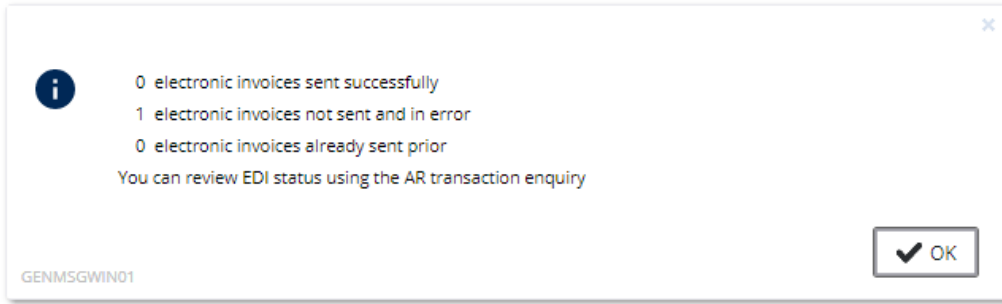 0 electronic invoices sent successfully
1 electronic invoices not sent and in error
0 electronic invoices already sent prior
You can review EDI status using the AR transaction enquiry
OK
GENMSGWIN01